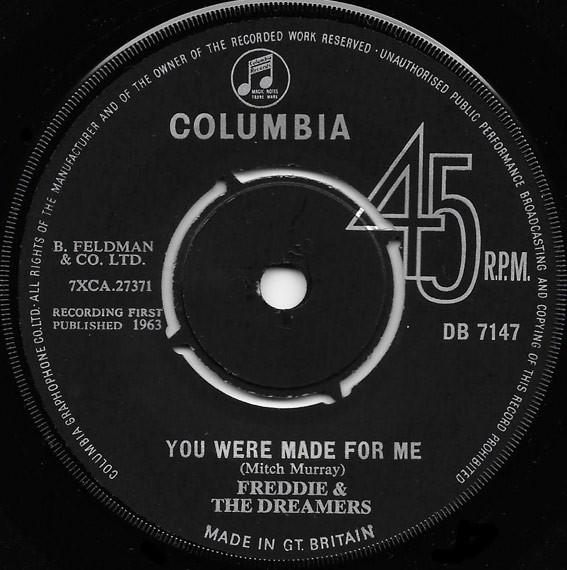 COLUMBIA GRAPHOPHONE CO. LTD. · ALL RIGHTS OF THE MANUFACTURER AND OF THE OWNER OF THE RECORDED WORK RESERVED · UNAUTHORISED PUBLIC PERFORMANCE BROADCASTING AND COPYING OF THIS RECORD PROHIBITED
Columbia
Records
MAGIC NOTES
TRADE MARK
COLUMBIA
45
R.P.M.
B. FELDMAN
& CO. LTD.
7XCA.27371
RECORDING FIRST
PUBLISHED 1963
DB 7147
YOU WERE MADE FOR ME
(Mitch Murray)
FREDDIE &
THE DREAMERS
MADE IN GT. BRITAIN